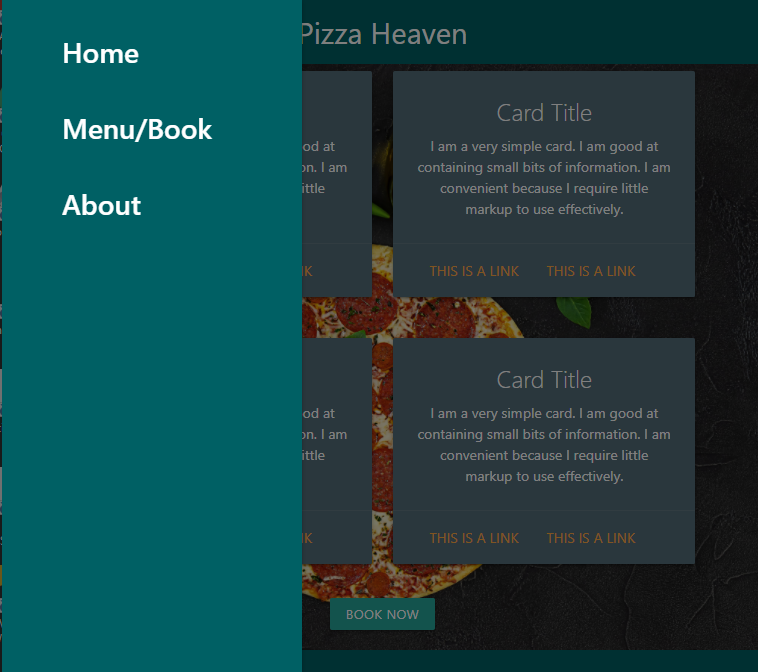 Home
Menu/Book
About
Pizza Heaven
Card Title
I am a very simple card. I am good at
containing small bits of information. I am
convenient because I require little
markup to use effectively.
THIS IS A LINK THIS IS A LINK
od at
on. I am
ittle
IK
Card Title
I am a very simple card. I am good at
containing small bits of information. I am
convenient because I require little
markup to use effectively.
THIS IS A LINK THIS IS A LINK
od at
on. I am
ittle
IK
BOOK NOW